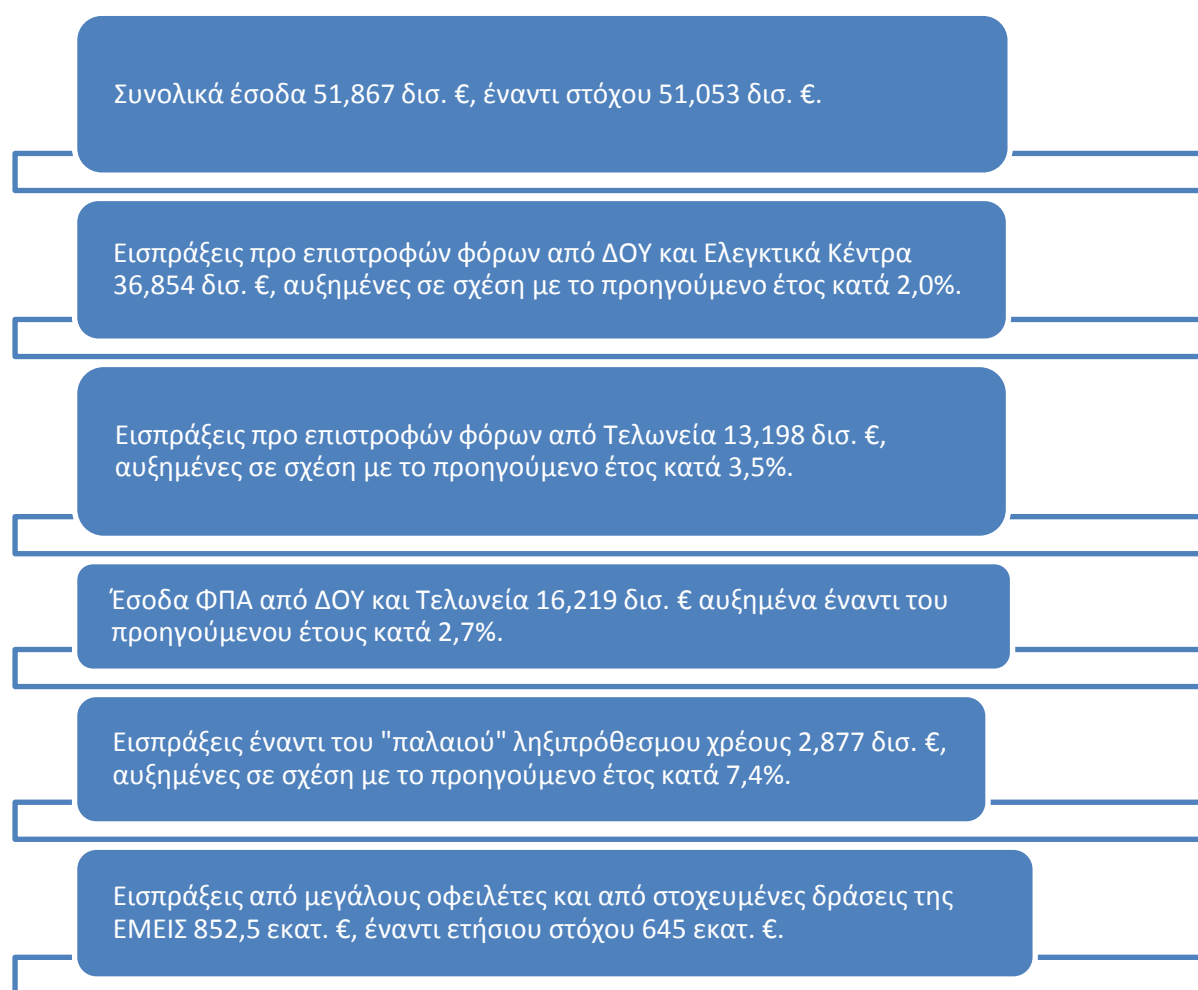 Συνολικά έσοδα 51,867 δισ. €, έναντι στόχου 51,053 δισ. €.
Εισπράξεις προ επιστροφών φόρων από ΔΟΥ και Ελεγκτικά Κέντρα
36,854 δισ. €, αυξημένες σε σχέση με το προηγούμενο έτος κατά 2,0%.
Εισπράξεις προ επιστροφών φόρων από Τελωνεία 13,198 δισ. €,
αυξημένες σε σχέση με το προηγούμενο έτος κατά 3,5%.
Έσοδα ΦΠΑ από ΔΟΥ και Τελωνεία 16,219 δισ. € αυξημένα έναντι του
προηγούμενου έτους κατά 2,7%.
Εισπράξεις έναντι του "παλαιού" ληξιπρόθεσμου χρέους 2,877 δισ. €,
αυξημένες σε σχέση με το προηγούμενο έτος κατά 7,4%.
Εισπράξεις από μεγάλους οφειλέτες και από στοχευμένες δράσεις της
ΕΜΕΙΣ 852,5 εκατ. €, έναντι ετήσιου στόχου 645 εκατ. €.